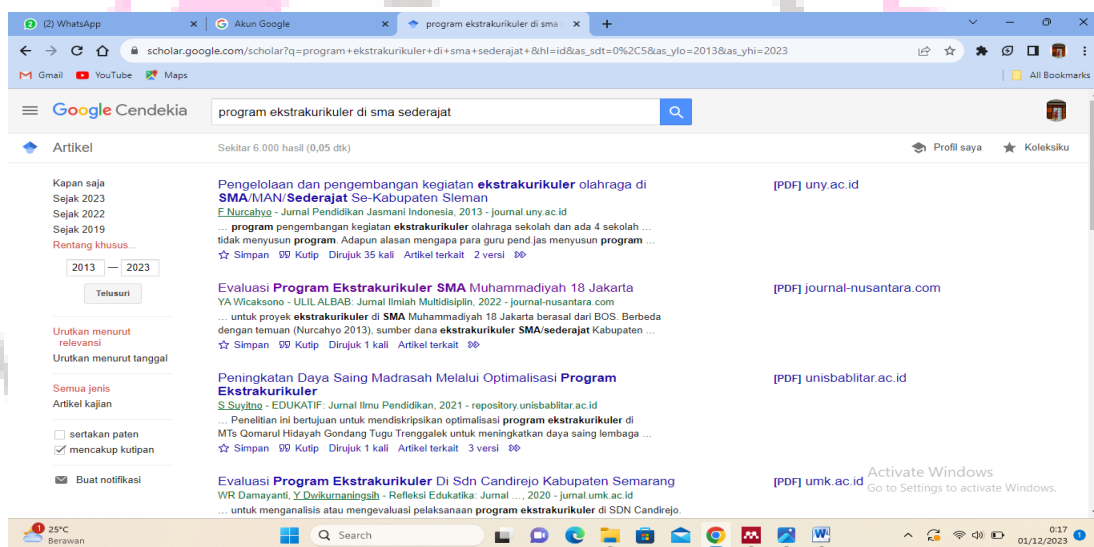 (2) WhatsApp
Akun Google
program ekstrakurikuler di sma s
scholar.google.com/scholar?q=program+ekstrakurikuler+di+sma+sederajat+&hl=id&as_sdt=0%2C5&as_ylo=2013&as_yhi=2023
Gmail YouTube Maps
All Bookmarks
Google Cendekia
program ekstrakurikuler di sma sederajat
Artikel
Sekitar 6.000 hasil (0,05 dtk)
Profil saya
Koleksiku
Kapan saja
Sejak 2023
Sejak 2022
Sejak 2019
Rentang khusus...
2013 — 2023
Telusuri
Urutkan menurut
relevansi
Urutkan menurut tanggal
Semua jenis
Artikel kajian
sertakan paten
mencakup kutipan
Buat notifikasi
Pengelolaan dan pengembangan kegiatan ekstrakurikuler olahraga di
SMA/MAN/Sederajat Se-Kabupaten Sleman
[PDF] uny.ac.id
F Nurcahyo - Jurnal Pendidikan Jasmani Indonesia, 2013 - journal.uny.ac.id
... program pengembangan kegiatan ekstrakurikuler olahraga sekolah dan ada 4 sekolah ...
tidak menyusun program. Adapun alasan mengapa para guru pend.jas menyusun program ...
Simpan Kutip Dirujuk 35 kali Artikel terkait 2 versi
Evaluasi Program Ekstrakurikuler SMA Muhammadiyah 18 Jakarta
[PDF] journal-nusantara.com
YA Wicaksono - ULIL ALBAB: Jurnal Ilmiah Multidisiplin, 2022 - journal-nusantara.com
... untuk proyek ekstrakurikuler di SMA Muhammadiyah 18 Jakarta berasal dari BOS. Berbeda
dengan temuan (Nurcahyo 2013), sumber dana ekstrakurikuler SMA/sederajat Kabupaten ...
Simpan Kutip Dirujuk 1 kali Artikel terkait
Peningkatan Daya Saing Madrasah Melalui Optimalisasi Program
Ekstrakurikuler
[PDF] unisbablitar.ac.id
S Suyitno - EDUKATIF: Jurnal Ilmu Pendidikan, 2021 - repository.unisbablitar.ac.id
... Penelitian ini bertujuan untuk mendiskripsikan optimalisasi program ekstrakurikuler di
MTs Qomarul Hidayah Gondang Tugu Trenggalek untuk meningkatkan daya saing lembaga ...
Simpan Kutip Dirujuk 1 kali Artikel terkait 3 versi
Evaluasi Program Ekstrakurikuler Di Sdn Candirejo Kabupaten Semarang
[PDF] umk.ac.id
WR Damayanti, Y Dwikurnaningsih - Refleksi Edukatika: Jurnal ..., 2020 - jurnal.umk.ac.id
... untuk menganalisis atau mengevaluasi pelaksanaan program ekstrakurikuler di SDN Candirejo.
Activate Windows
Go to Settings to activate Windows.
1
25°C
Berawan
Search
0:17
01/12/2023
1